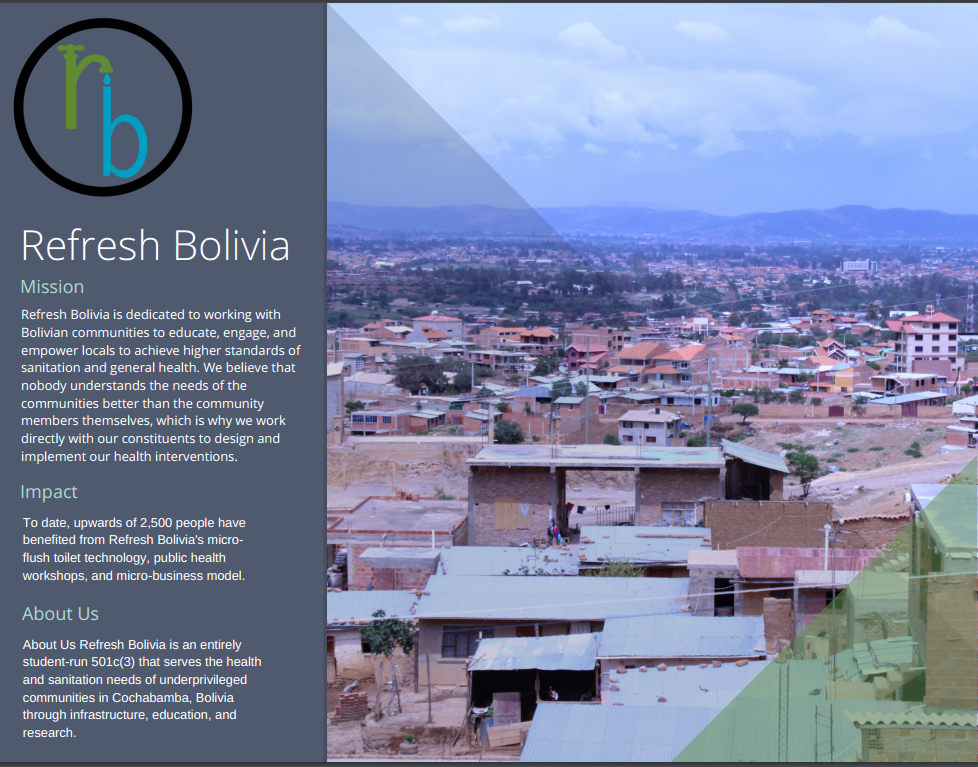 rb
Refresh Bolivia
Mission
Refresh Bolivia is dedicated to working with
Bolivian communities to educate, engage, and
empower locals to achieve higher standards of
sanitation and general health. We believe that
nobody understands the needs of the
communities better than the community
members themselves, which is why we work
directly with our constituents to design and
implement our health interventions.
Impact
To date, upwards of 2,500 people have
benefited from Refresh Bolivia's micro-
flush toilet technology, public health
workshops, and micro-business model.
About Us
About Us Refresh Bolivia is an entirely
student-run 501c(3) that serves the health
and sanitation needs of underprivileged
communities in Cochabamba, Bolivia
through infrastructure, education, and
research.